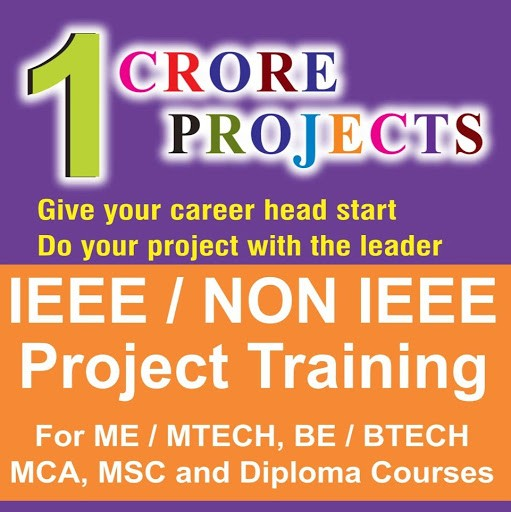 1 CRORE
PROJECTS
Give your career head start
Do your project with the leader
IEEE / NON IEEE
Project Training
For ME / MTECH, BE / BTECH
MCA, MSC and Diploma Courses